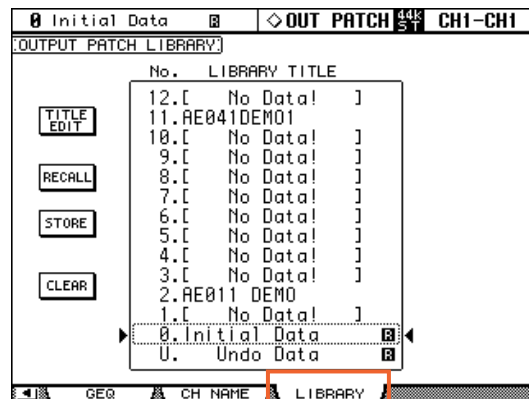 0 Initial Data R ◇OUT PATCH 44k ST CH1-CH1
OUTPUT PATCH LIBRARY
No. LIBRARY TITLE
12.[ No Data! ]
11.AE041DEMO1
10.[ No Data! ]
9.[ No Data! ]
8.[ No Data! ]
7.[ No Data! ]
6.[ No Data! ]
5.[ No Data! ]
4.[ No Data! ]
3.[ No Data! ]
2.AE011 DEMO
1.[ No Data! ]
0.Initial Data R
U. Undo Data R
TITLE EDIT
RECALL
STORE
CLEAR
GEQ CH NAME LIBRARY